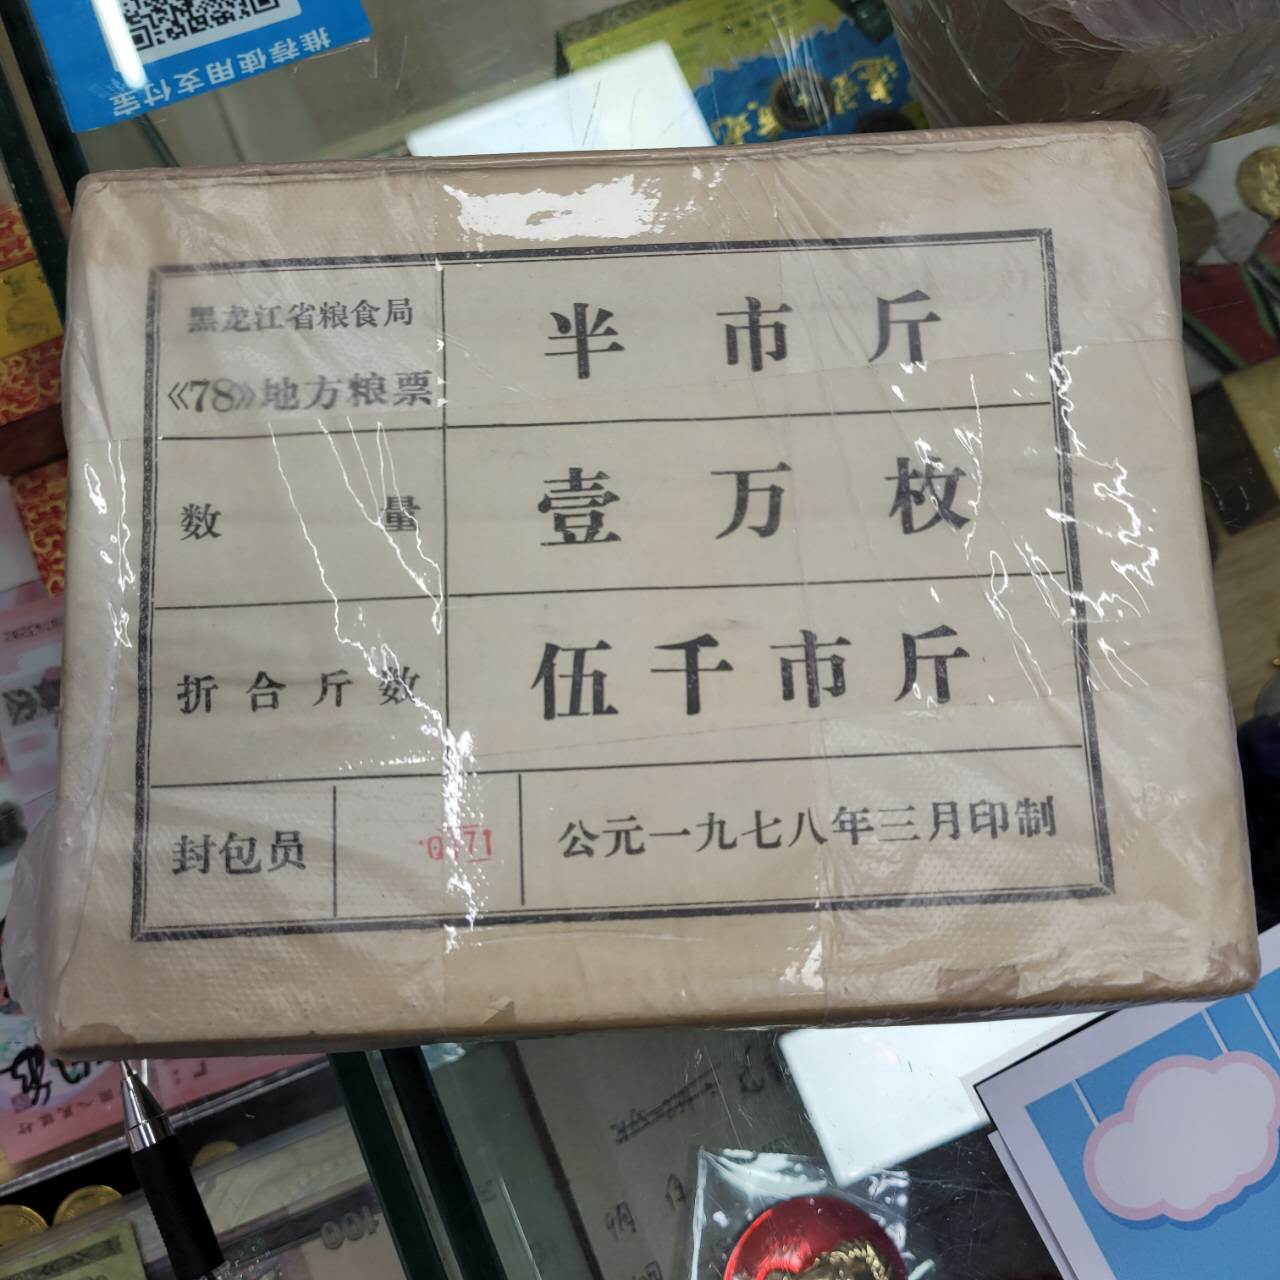 推荐使用支付宝
黑龙江省粮食局
《78》地方粮票
半市斤
数量
壹万枚
折合斤数
伍千市斤
封包员
公元一九七八年三月印制
100